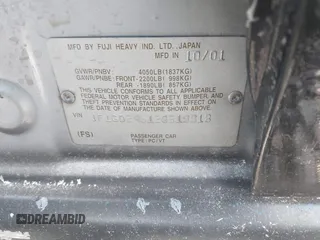 MFD BY FUJI HEAVY IND. LTD. JAPAN
MFD IN 10/01
GVWR/PNBV: 4050LB(1837KG)
GAWR/PNBE: FRONT-2200LB( 998KG)
REAR -1890LB( 857KG)
THIS VEHICLE CONFORMS TO ALL APPLICABLE
FEDERAL MOTOR VEHICLE SAFETY, BUMPER, AND
THEFT PREVENTION STANDARDS IN EFFECT ON
THE DATE OF MANUFACTURE SHOWN ABOVE.
VIN
(PS) PASSENGER CAR
TYPE:PC(VT
DREAMBID